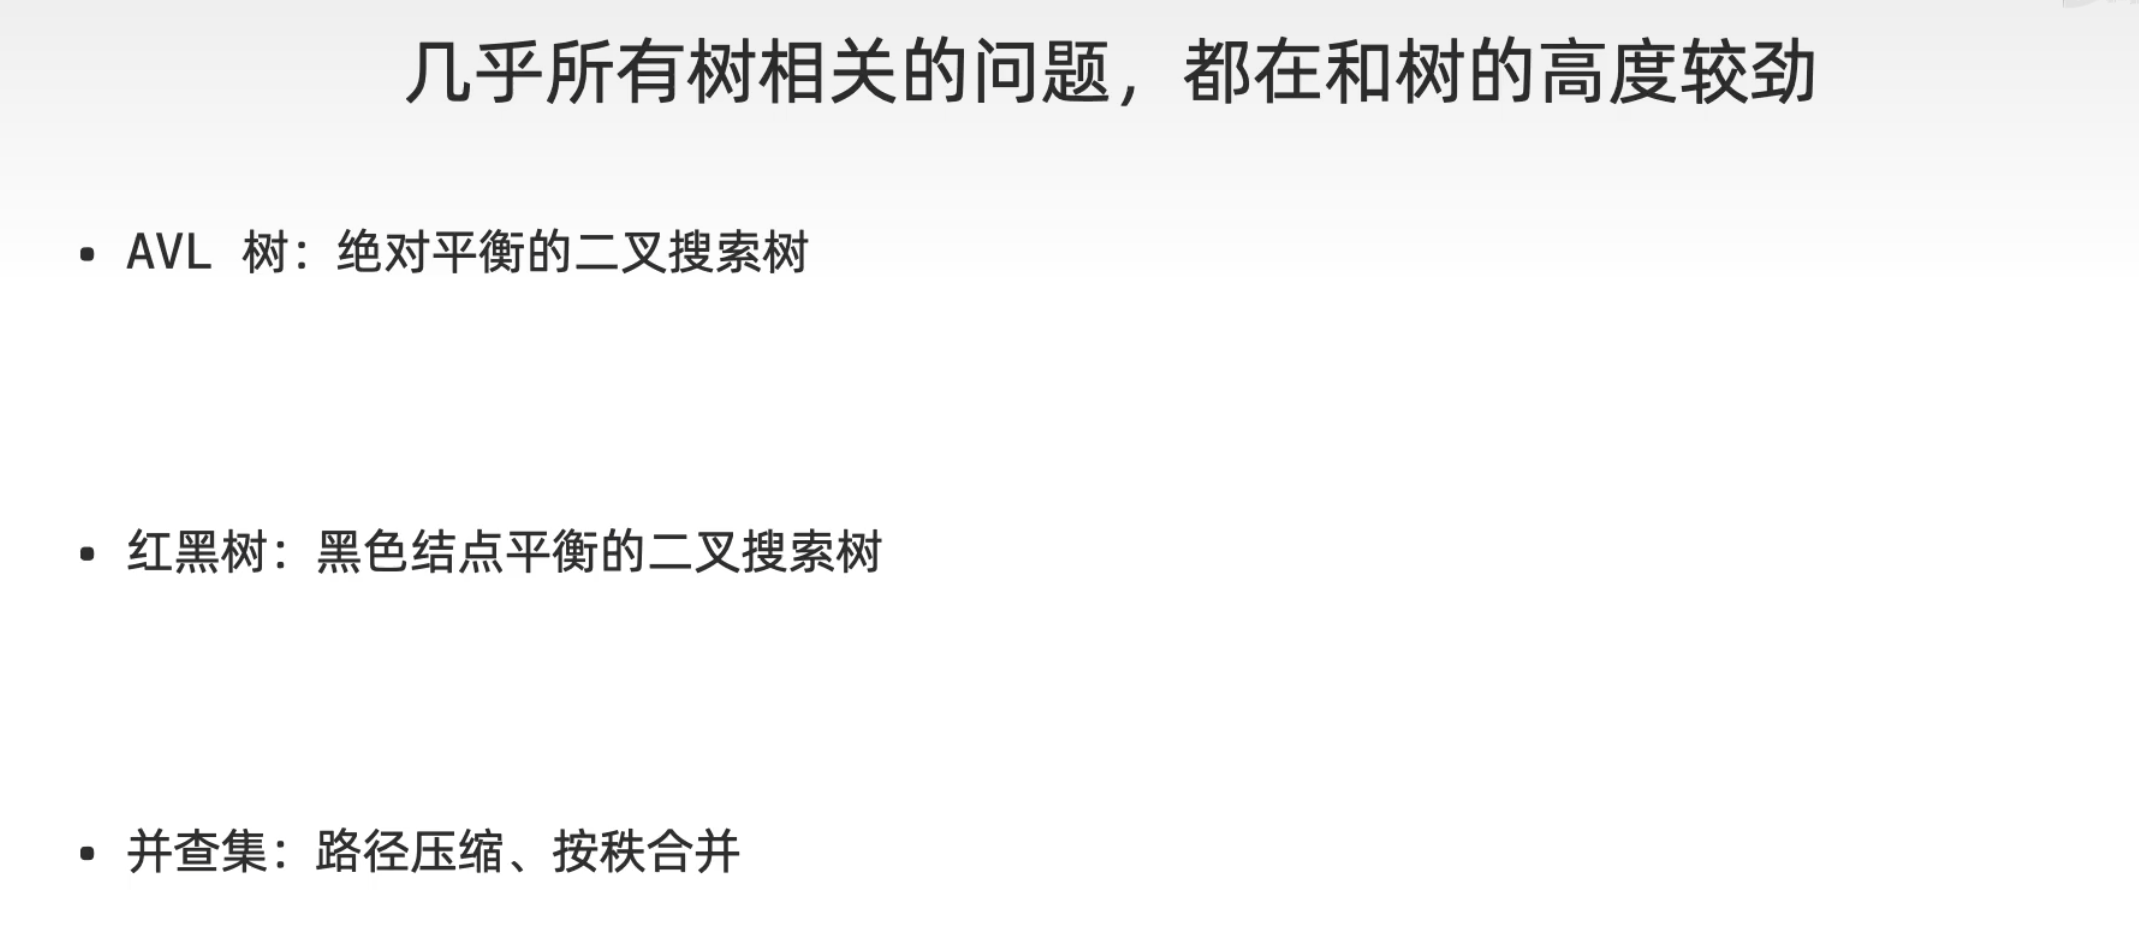 几乎所有树相关的问题，都在和树的高度较劲
• AVL 树：绝对平衡的二叉搜索树
• 红黑树：黑色结点平衡的二叉搜索树
• 并查集：路径压缩、按秩合并